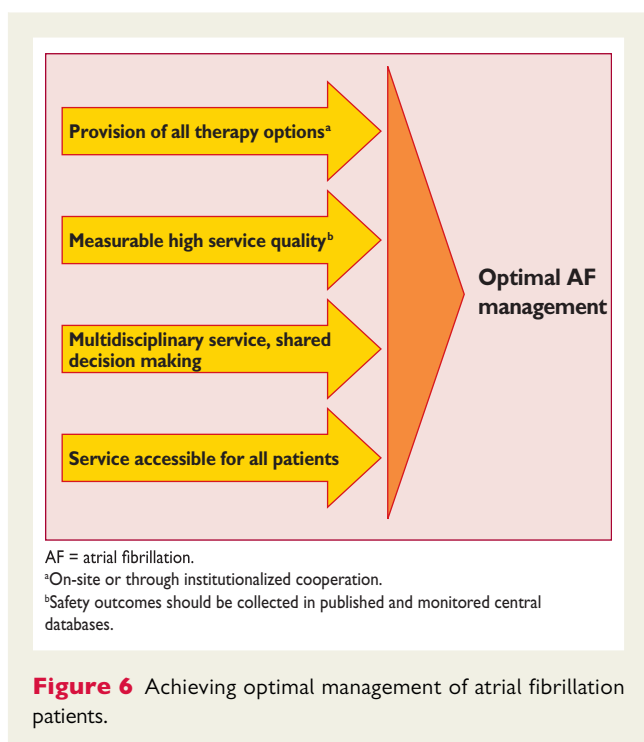 Provision of all therapy optionsᵃ
Measurable high service qualityᵇ
Multidisciplinary service, shared
decision making
Service accessible for all patients
Optimal AF
management
AF = atrial fibrillation.
ᵃOn-site or through institutionalized cooperation.
ᵇSafety outcomes should be collected in published and monitored central
databases.
Figure 6 Achieving optimal management of atrial fibrillation
patients.